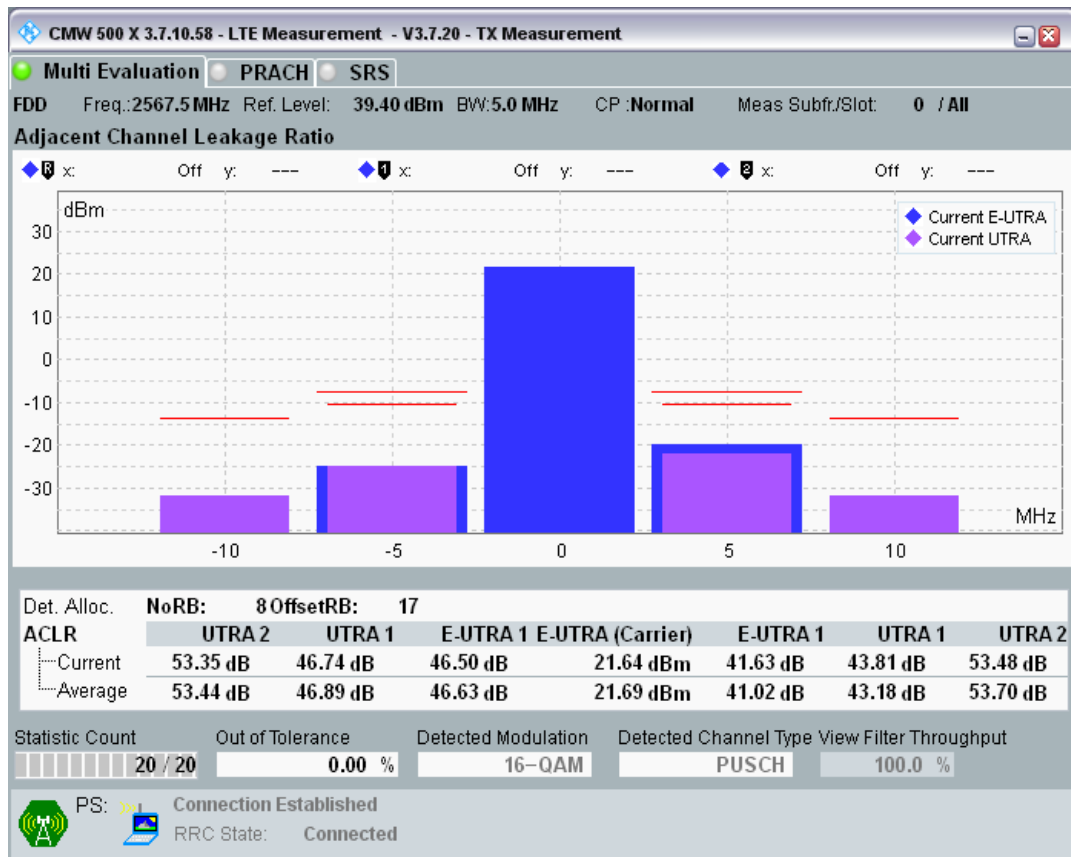 CMW 500 X 3.7.10.58 - LTE Measurement - V3.7.20 - TX Measurement
Multi Evaluation PRACH SRS
FDD Freq.:2567.5 MHz Ref. Level: 39.40 dBm BW:5.0 MHz CP :Normal Meas Subfr./Slot: 0 / All
Adjacent Channel Leakage Ratio
R x: Off y: --- 1 x: Off y: --- 2 x: Off y: ---
dBm
Current E-UTRA
Current UTRA
30
20
10
0
-10
-20
-30
MHz
-10 -5 0 5 10
Det. Alloc. NoRB: 8 OffsetRB: 17
ACLR UTRA 2 UTRA 1 E-UTRA 1 E-UTRA (Carrier) E-UTRA 1 UTRA 1 UTRA 2
Current 53.35 dB 46.74 dB 46.50 dB 21.64 dBm 41.63 dB 43.81 dB 53.48 dB
Average 53.44 dB 46.89 dB 46.63 dB 21.69 dBm 41.02 dB 43.18 dB 53.70 dB
Statistic Count Out of Tolerance Detected Modulation Detected Channel Type View Filter Throughput
20 / 20 0.00 % 16-QAM PUSCH 100.0 %
PS: Connection Established
RRC State: Connected